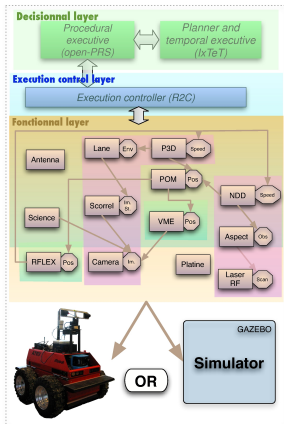 Decisionnal layer
Procedural
executive
(open-PRS)
Planner and
temporal executive
(IxTeT)
Execution control layer
Execution controller (R2C)
Fonctionnal layer
Lane
Env
P3D
Speed
Antenna
POM
Pos
NDD
Speed
Scorrel
Im.
St.
Science
VME
Pos
Aspect
Obs
RFLEX
Pos
Camera
Im.
Platine
Laser
RF
Scan
GAZEBO
OR
Simulator